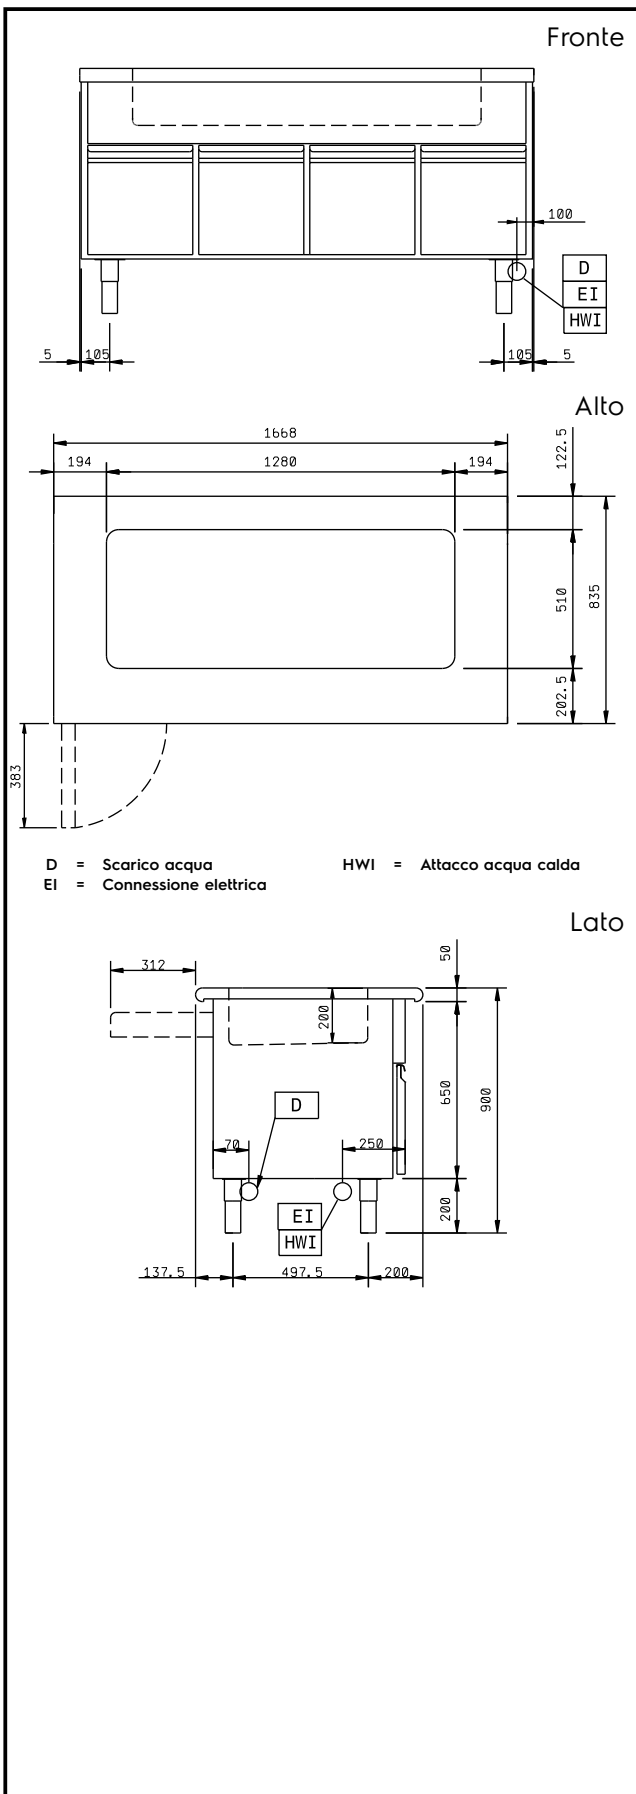 Fronte
100
D
EI
HWI
5 105 105 5
Alto
1668
194 1280 194
122.5
510
835
202.5
383
D = Scarico acqua HWI = Attacco acqua calda
EI = Connessione elettrica
Lato
312
50
200
650
900
D
70 250
EI
HWI
200
137.5 497.5 200